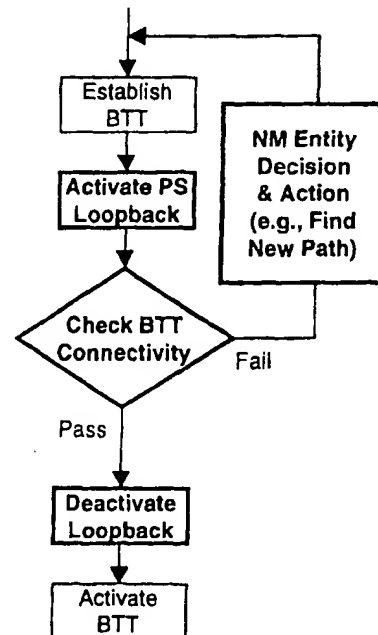 Establish
BTT
Activate PS
Loopback
NM Entity
Decision
& Action
(e.g., Find
New Path)
Check BTT
Connectivity
Fail
Pass
Deactivate
Loopback
Activate
BTT